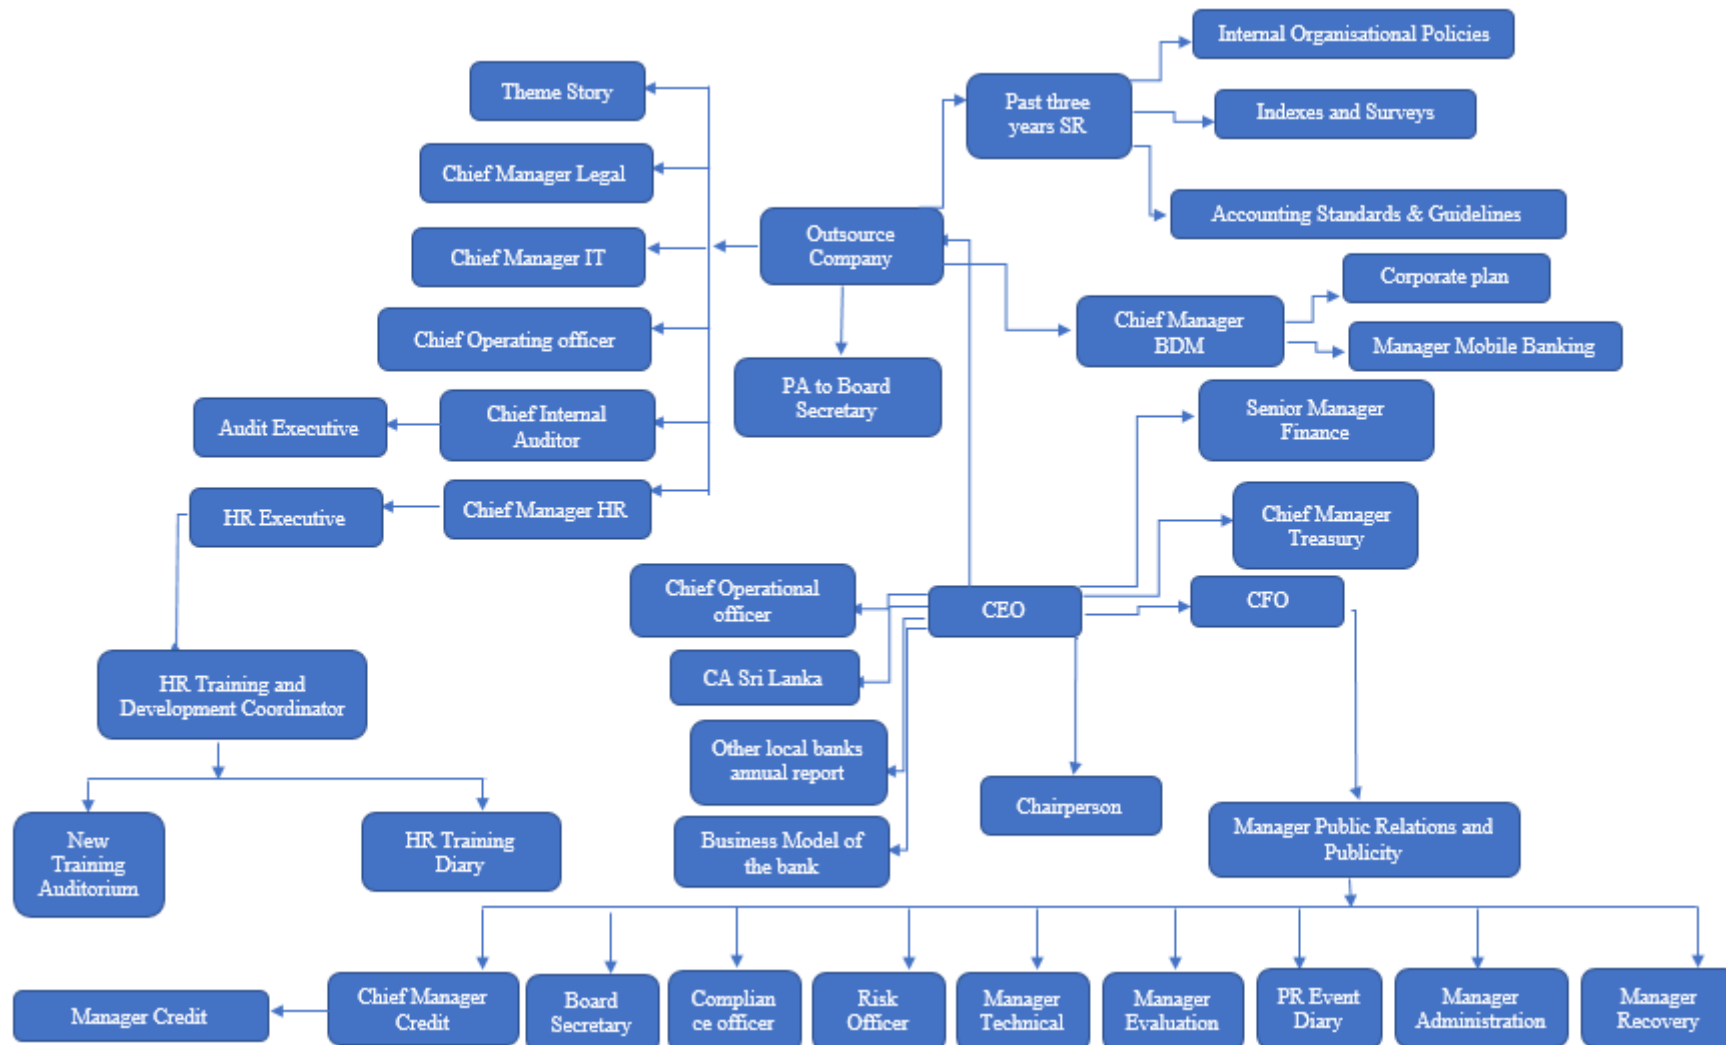 Internal Organisational Policies
Theme Story
Past three
years SR
Indexes and Surveys
Chief Manager Legal
Accounting Standards & Guidelines
Outsource
Company
Chief Manager IT
Corporate plan
Chief Operating officer
Chief Manager
BDM
Manager Mobile Banking
PA to Board
Secretary
Senior Manager
Finance
Audit Executive
Chief Internal
Auditor
HR Executive
Chief Manager HR
Chief Manager
Treasury
Chief Operational
officer
CEO
CFO
CA Sri Lanka
HR Training and
Development Coordinator
Other local banks
annual report
Chairperson
New
Training
Auditorium
HR Training
Diary
Business Model of
the bank
Manager Public Relations and
Publicity
Manager Credit
Chief Manager
Credit
Board
Secretary
Complian
ce officer
Risk
Officer
Manager
Technical
Manager
Evaluation
PR Event
Diary
Manager
Administration
Manager
Recovery